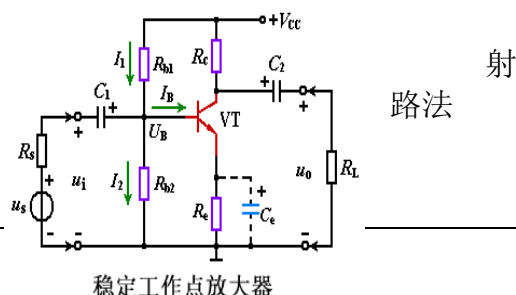 +VCC
I1 Rb1 Rc C2 射
C1 IB VT 路法
UB
Rs
ui I2 Rb2 uo RL
us
Re Ce
稳定工作点放大器